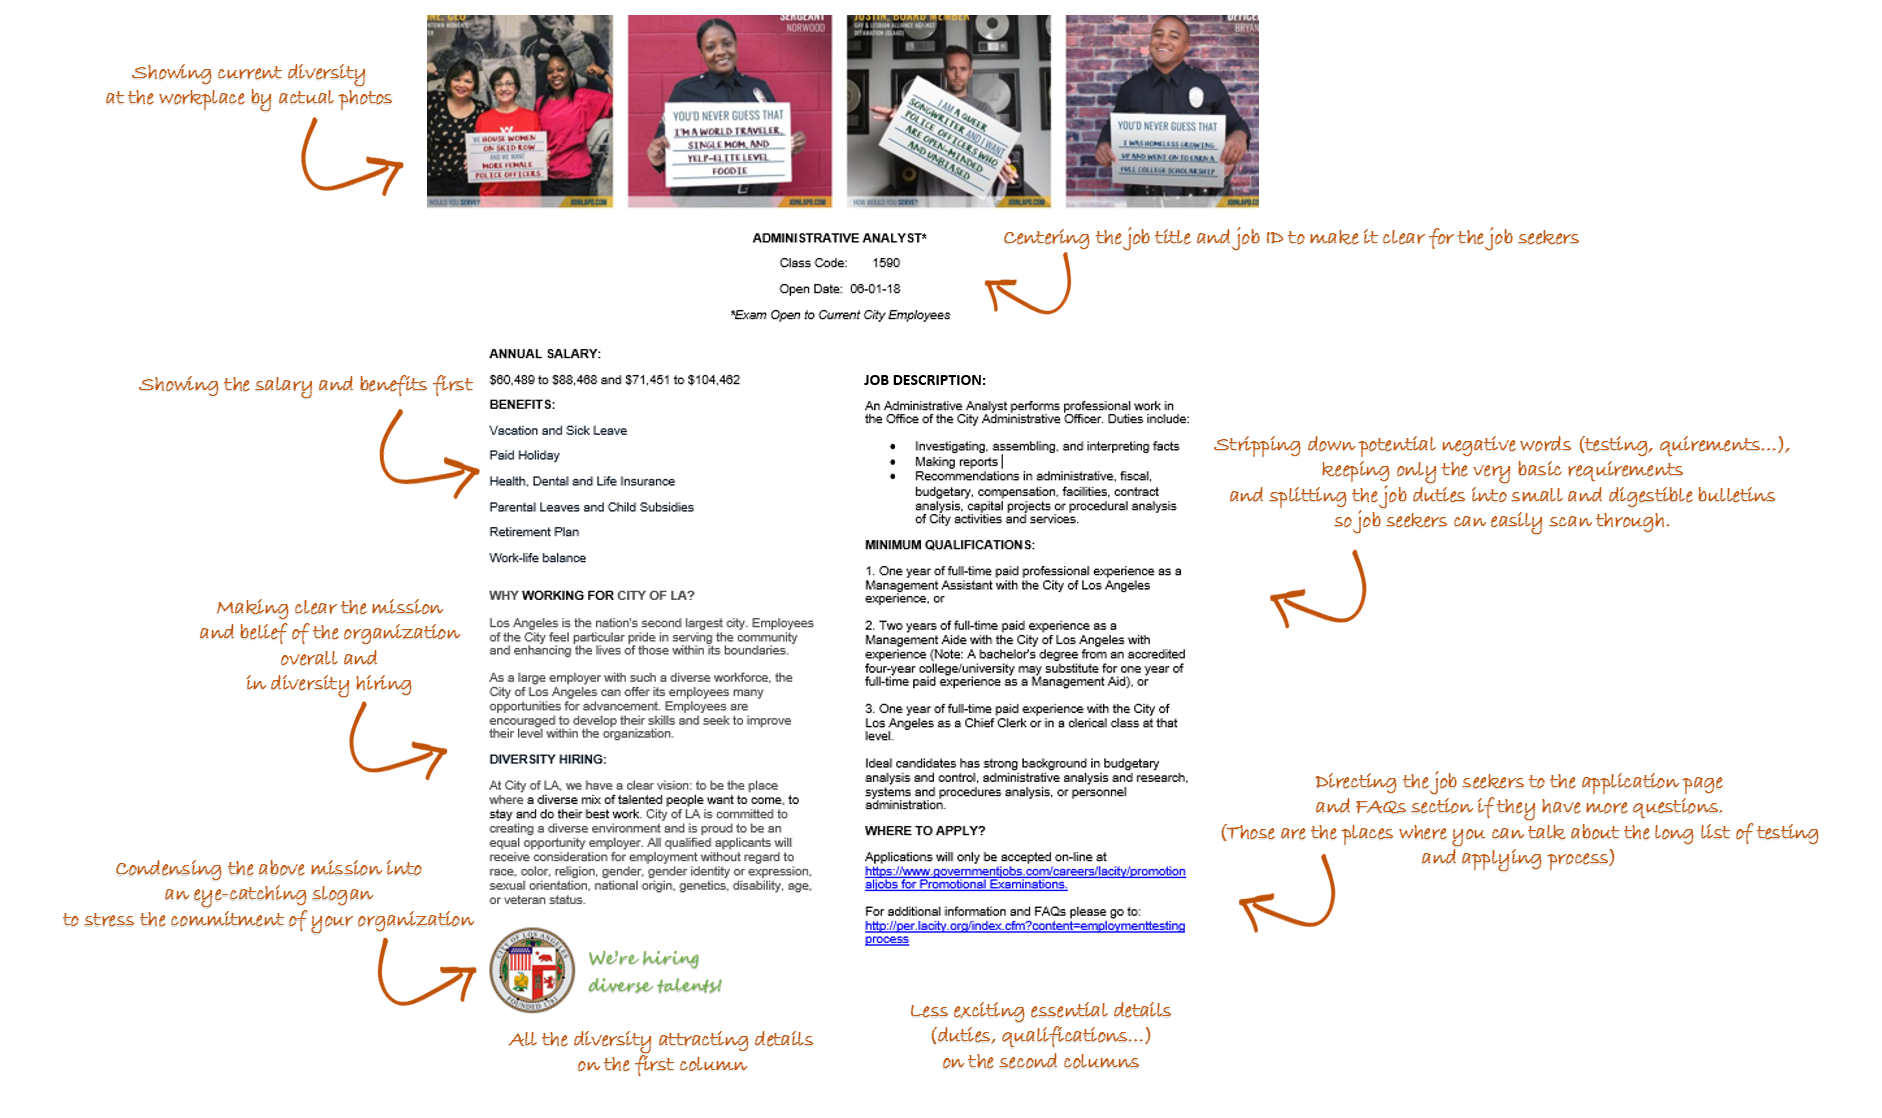 NE, CEO
SERGEANT
NORWOOD
JUSTIN, BOARD MEMBER
GAY & LESBIAN ALLIANCE AGAINST
DEFAMATION (GLAAD)
OFFICER
BRYAN
WE HOUSE WOMEN
ON SKID ROW
AND WE WANT
MORE FEMALE
POLICE OFFICERS
YOU'D NEVER GUESS THAT
I'M A WORLD TRAVELER,
SINGLE MOM, AND
YELP-ELITE LEVEL
FOODIE
I AM A QUEER
SONGWRITER AND I WANT
POLICE OFFICERS WHO
ARE OPEN-MINDED
AND UNBIASED
YOU'D NEVER GUESS THAT
I WAS HOMELESS GROWING
UP AND WENT ON TO EARN A
FULL COLLEGE SCHOLARSHIP
WOULD YOU SERVE?
JOINLAPD.COM
JOINLAPD.COM
HOW WOULD YOU SERVE?
JOINLAPD.COM
JOINLAPD.CO
Showing current diversity
at the workplace by actual photos
ADMINISTRATIVE ANALYST*
Class Code: 1590
Open Date: 06-01-18
*Exam Open to Current City Employees
Centering the job title and job ID to make it clear for the job seekers
Showing the salary and benefits first
ANNUAL SALARY:
$60,489 to $88,468 and $71,451 to $104,462
BENEFITS:
Vacation and Sick Leave
Paid Holiday
Health, Dental and Life Insurance
Parental Leaves and Child Subsidies
Retirement Plan
Work-life balance
Making clear the mission
and belief of the organization
overall and
in diversity hiring
WHY WORKING FOR CITY OF LA?
Los Angeles is the nation's second largest city. Employees
of the City feel particular pride in serving the community
and enhancing the lives of those within its boundaries.
As a large employer with such a diverse workforce, the
City of Los Angeles can offer its employees many
opportunities for advancement. Employees are
encouraged to develop their skills and seek to improve
their level within the organization.
DIVERSITY HIRING:
At City of LA, we have a clear vision: to be the place
where a diverse mix of talented people want to come, to
stay and do their best work. City of LA is committed to
creating a diverse environment and is proud to be an
equal opportunity employer. All qualified applicants will
receive consideration for employment without regard to
race, color, religion, gender, gender identity or expression,
sexual orientation, national origin, genetics, disability, age,
or veteran status.
Condensing the above mission into
an eye-catching slogan
to stress the commitment of your organization
CITY OF LOS ANGELES
FOUNDED 1781
We're hiring
diverse talents!
All the diversity attracting details
on the first column
JOB DESCRIPTION:
An Administrative Analyst performs professional work in
the Office of the City Administrative Officer. Duties include:
• Investigating, assembling, and interpreting facts
• Making reports
• Recommendations in administrative, fiscal,
budgetary, compensation, facilities, contract
analysis, capital projects or procedural analysis
of City activities and services.
MINIMUM QUALIFICATIONS:
1. One year of full-time paid professional experience as a
Management Assistant with the City of Los Angeles
experience, or
2. Two years of full-time paid experience as a
Management Aide with the City of Los Angeles with
experience (Note: A bachelor's degree from an accredited
four-year college/university may substitute for one year of
full-time paid experience as a Management Aid), or
3. One year of full-time paid experience with the City of
Los Angeles as a Chief Clerk or in a clerical class at that
level.
Ideal candidates has strong background in budgetary
analysis and control, administrative analysis and research,
systems and procedures analysis, or personnel
administration.
WHERE TO APPLY?
Applications will only be accepted on-line at
https://www.governmentjobs.com/careers/lacity/promotion
aljobs for Promotional Examinations.
For additional information and FAQs please go to:
http://per.lacity.org/index.cfm?content=employmenttesting
process
Stripping down potential negative words (testing, quirements...),
keeping only the very basic requirements
and splitting the job duties into small and digestible bulletins
so job seekers can easily scan through.
Directing the job seekers to the application page
and FAQs section if they have more questions.
(Those are the places where you can talk about the long list of testing
and applying process)
Less exciting essential details
(duties, qualifications...)
on the second columns